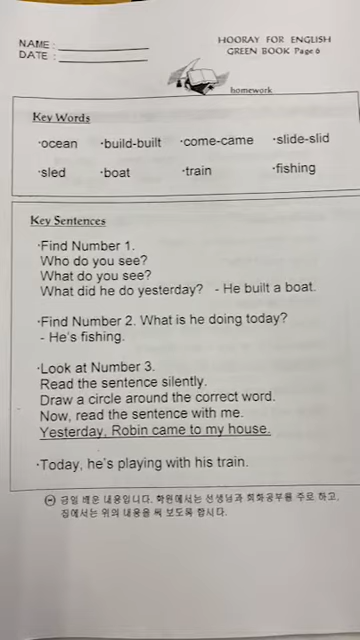 NAME : ____________
DATE : ____________
HOORAY FOR ENGLISH
GREEN BOOK Page 6
homework
Key Words
·ocean ·build-built ·come-came ·slide-slid
·sled ·boat ·train ·fishing
Key Sentences
·Find Number 1.
Who do you see?
What do you see?
What did he do yesterday? - He built a boat.
·Find Number 2. What is he doing today?
- He's fishing.
·Look at Number 3.
Read the sentence silently.
Draw a circle around the correct word.
Now, read the sentence with me.
Yesterday, Robin came to my house.
·Today, he's playing with his train.
금일 배운 내용입니다. 학원에서는 선생님과 회화공부를 주로 하고,
집에서는 위의 내용을 써 보도록 합시다.